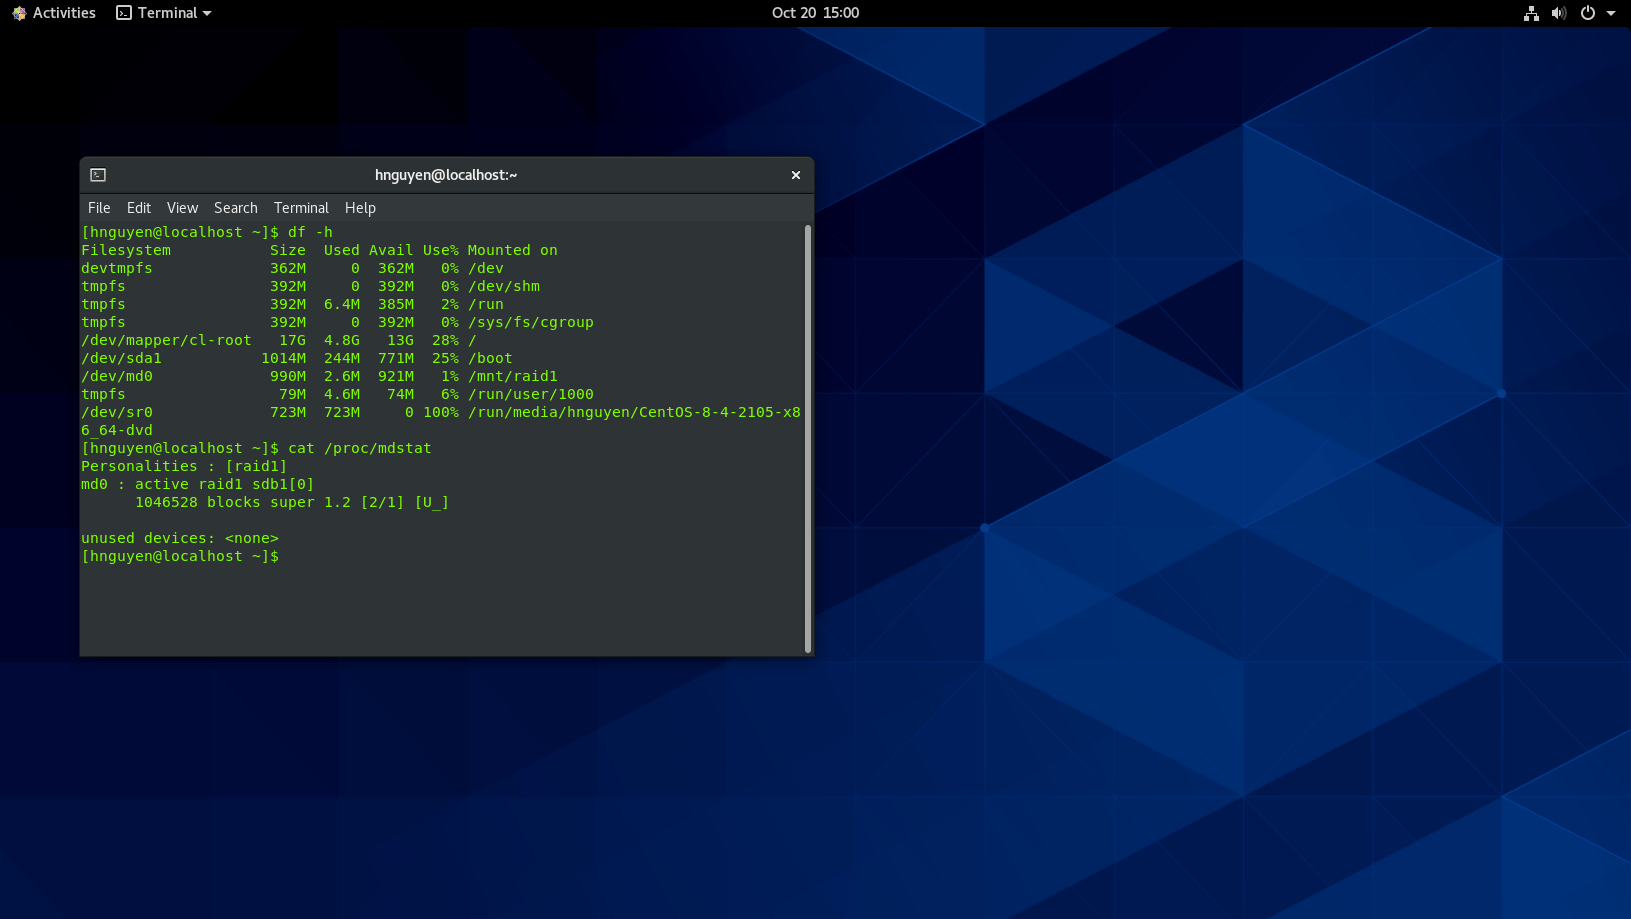 Activities Terminal Oct 20 15:00
hnguyen@localhost:~
File Edit View Search Terminal Help
[hnguyen@localhost ~]$ df -h
Filesystem           Size  Used Avail Use% Mounted on
devtmpfs             362M     0  362M   0% /dev
tmpfs                392M     0  392M   0% /dev/shm
tmpfs                392M  6.4M  385M   2% /run
tmpfs                392M     0  392M   0% /sys/fs/cgroup
/dev/mapper/cl-root   17G  4.8G   13G  28% /
/dev/sda1           1014M  244M  771M  25% /boot
/dev/md0             990M  2.6M  921M   1% /mnt/raid1
tmpfs                 79M  4.6M   74M   6% /run/user/1000
/dev/sr0             723M  723M     0 100% /run/media/hnguyen/CentOS-8-4-2105-x8
6_64-dvd
[hnguyen@localhost ~]$ cat /proc/mdstat
Personalities : [raid1]
md0 : active raid1 sdb1[0]
      1046528 blocks super 1.2 [2/1] [U_]
unused devices: <none>
[hnguyen@localhost ~]$